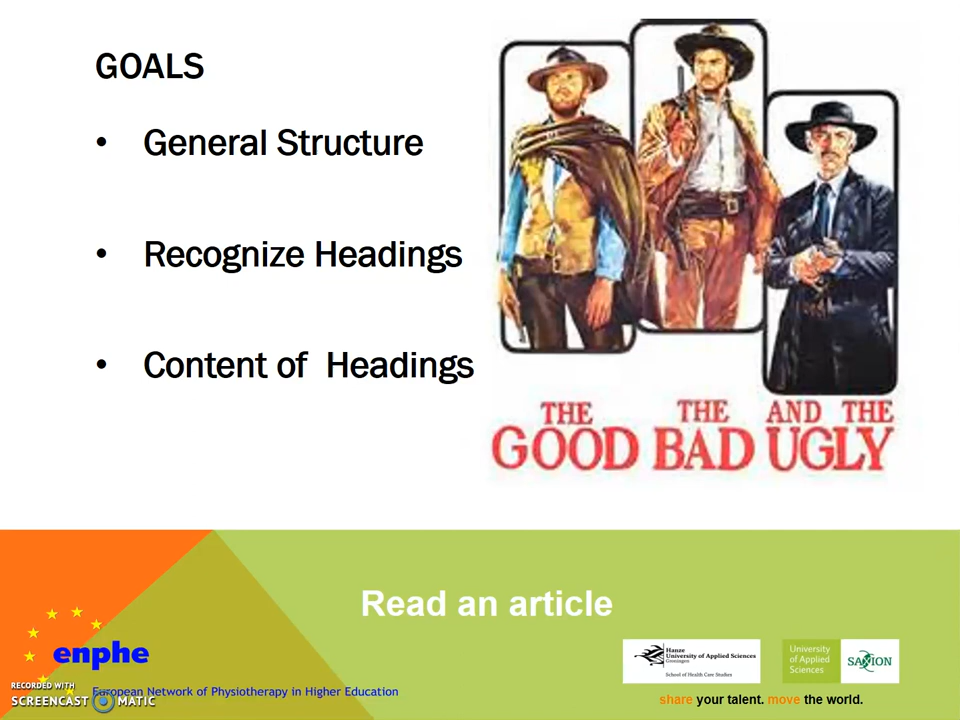 GOALS
• General Structure
• Recognize Headings
• Content of Headings
THE THE AND THE
GOOD BAD UGLY
Read an article
enphe
European Network of Physiotherapy in Higher Education
RECORDED WITH
SCREENCAST MATIC
Hanze
University of Applied Sciences
Groningen
School of Health Care Studies
University
of Applied
Sciences
SAXION
share your talent. move the world.